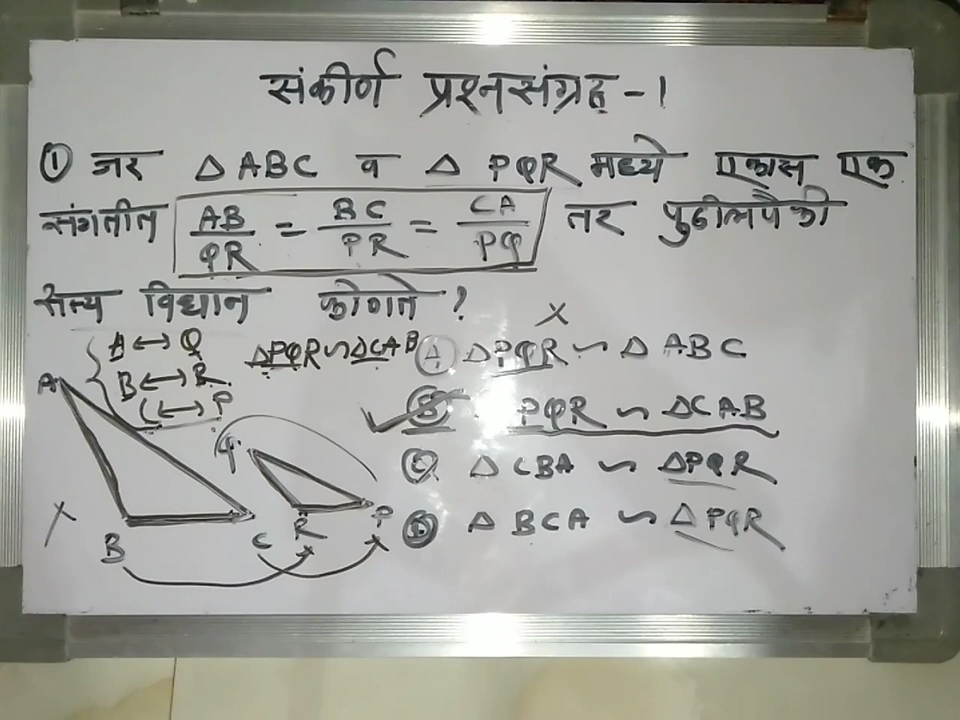 संकीर्ण प्रश्नसंग्रह - 1
① जर △ ABC व △ PQR मध्ये एकास एक
संगतीत AB/QR = BC/PR = CA/PQ तर पुढीलपैकी
सत्य विधान कोणते ?
A ↔ Q
B ↔ R
C ↔ P
△PQR ~ △CAB
Ⓐ △PQR ~ △ ABC ×
Ⓑ PQR ~ △CAB
Ⓒ △ CBA ~ △PQR
Ⓓ △ BCA ~ △PQR
A
B
C
Q
R
P
×